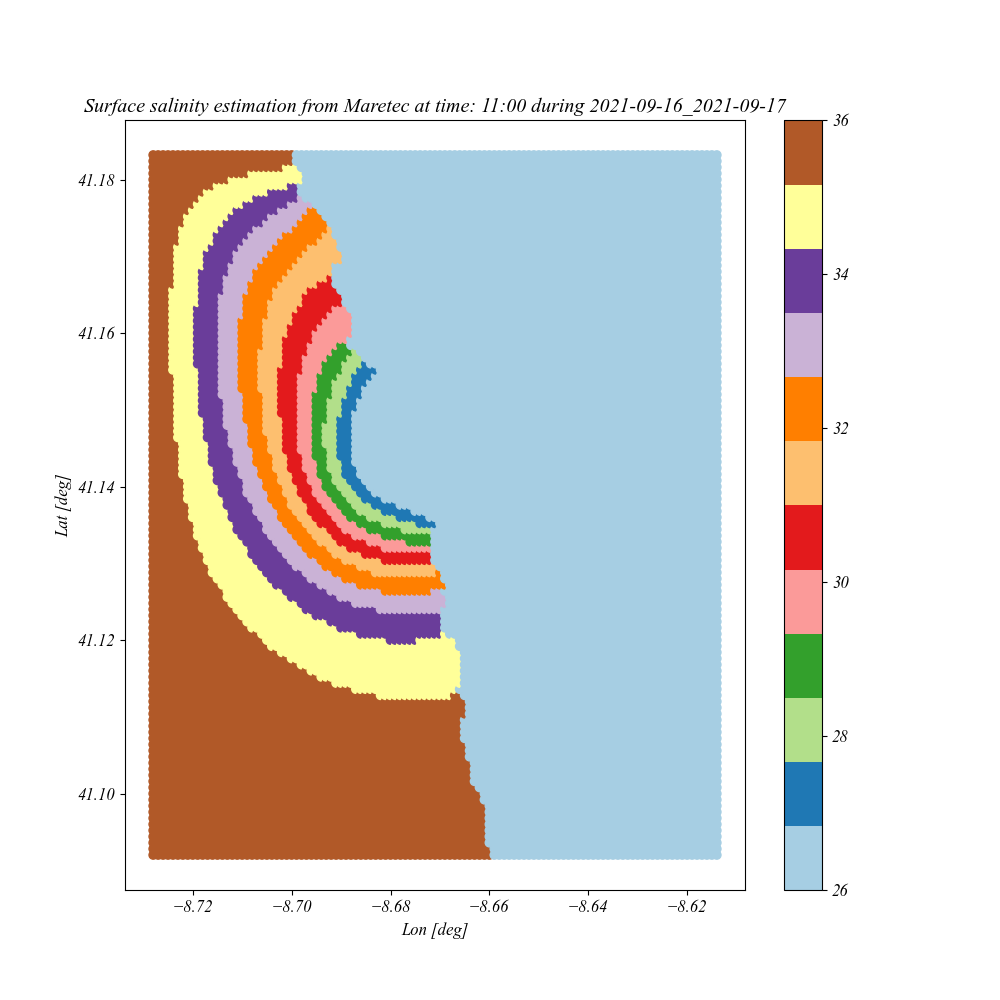 Surface salinity estimation from Maretec at time: 11:00 during 2021-09-16_2021-09-17
36
41.18
34
41.16
32
Lat [deg]
41.14
30
41.12
28
41.10
26
−8.72 −8.70 −8.68 −8.66 −8.64 −8.62
Lon [deg]